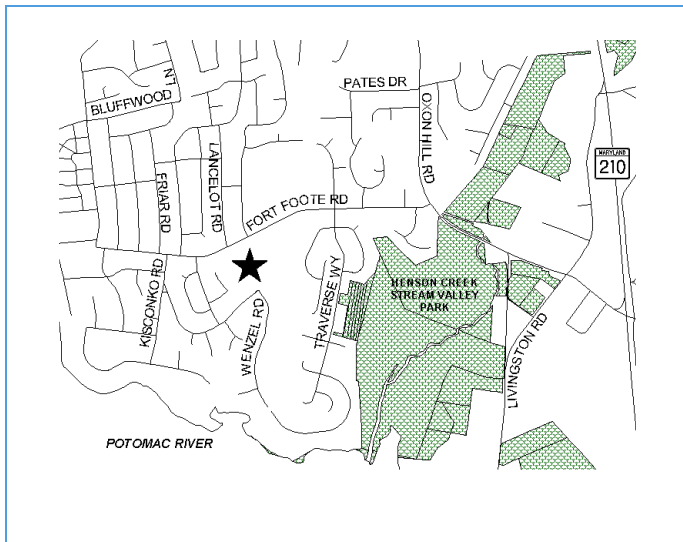 PATES DR
BLUFFWOOD
LN
OXON HILL RD
MARYLAND
210
LANCELOT RD
FRIAR RD
FORT FOOTE RD
KISCONKO RD
WENZEL RD
TRAVERSE WY
HENSON CREEK
STREAM VALLEY
PARK
LIVINGSTON RD
POTOMAC RIVER